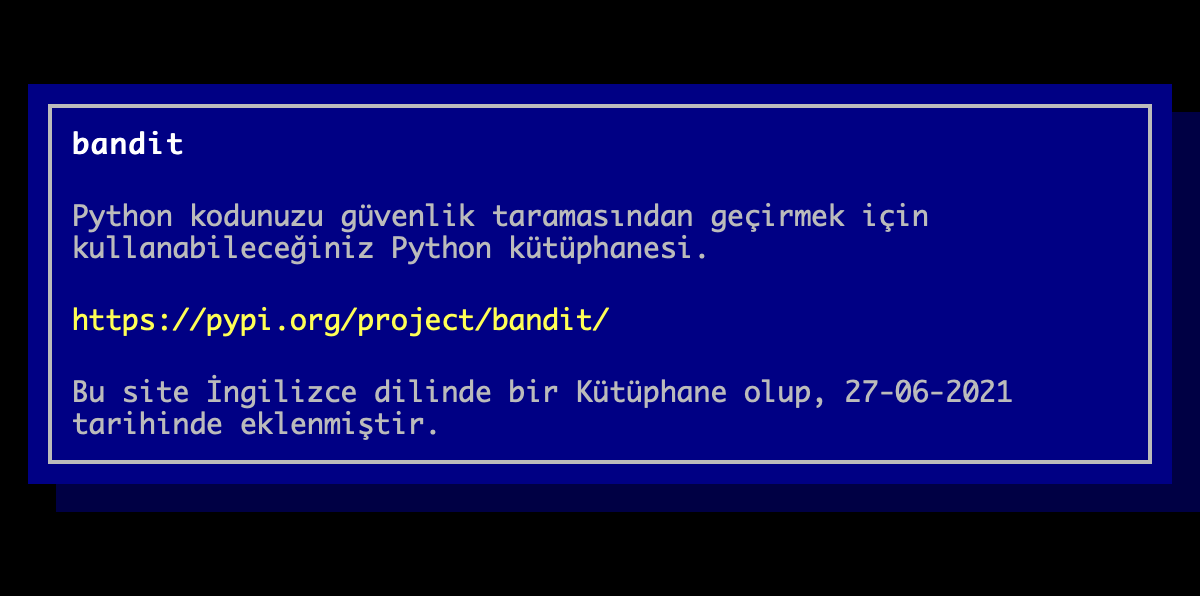 bandit
Python kodunuzu güvenlik taramasından geçirmek için
kullanabileceğiniz Python kütüphanesi.
https://pypi.org/project/bandit/
Bu site İngilizce dilinde bir Kütüphane olup, 27-06-2021
tarihinde eklenmiştir.